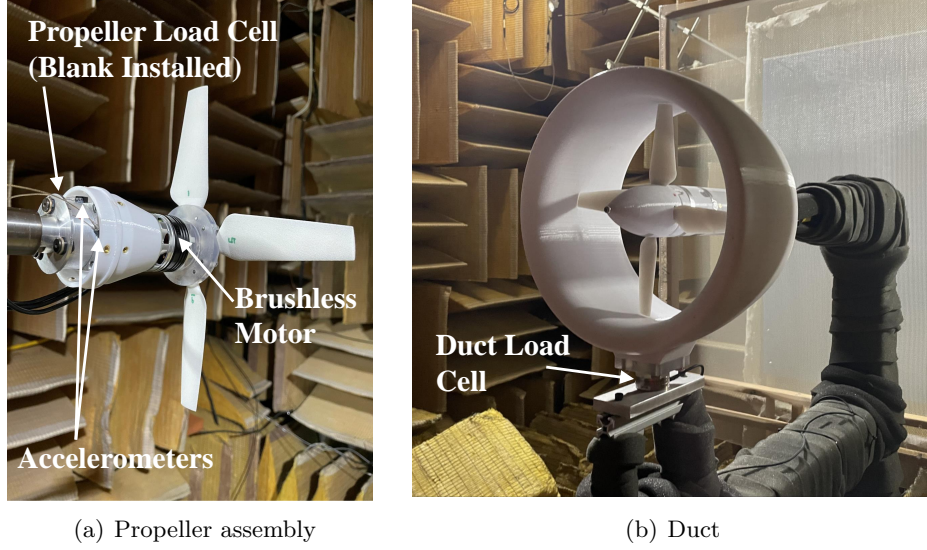 Propeller Load Cell
(Blank Installed)
Brushless
Motor
Accelerometers
(a) Propeller assembly
Duct Load
Cell
(b) Duct